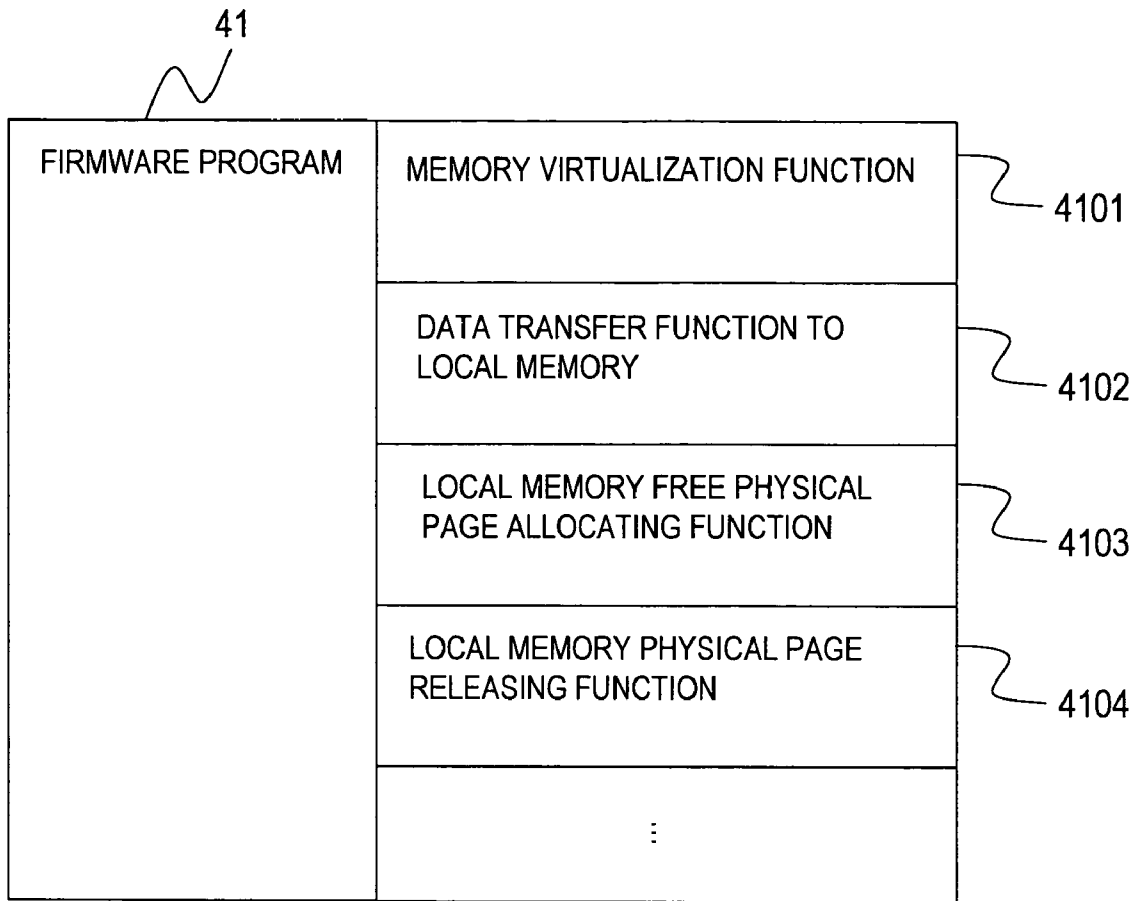 41
FIRMWARE PROGRAM
MEMORY VIRTUALIZATION FUNCTION
4101
DATA TRANSFER FUNCTION TO
LOCAL MEMORY
4102
LOCAL MEMORY FREE PHYSICAL
PAGE ALLOCATING FUNCTION
4103
LOCAL MEMORY PHYSICAL PAGE
RELEASING FUNCTION
4104
⋮